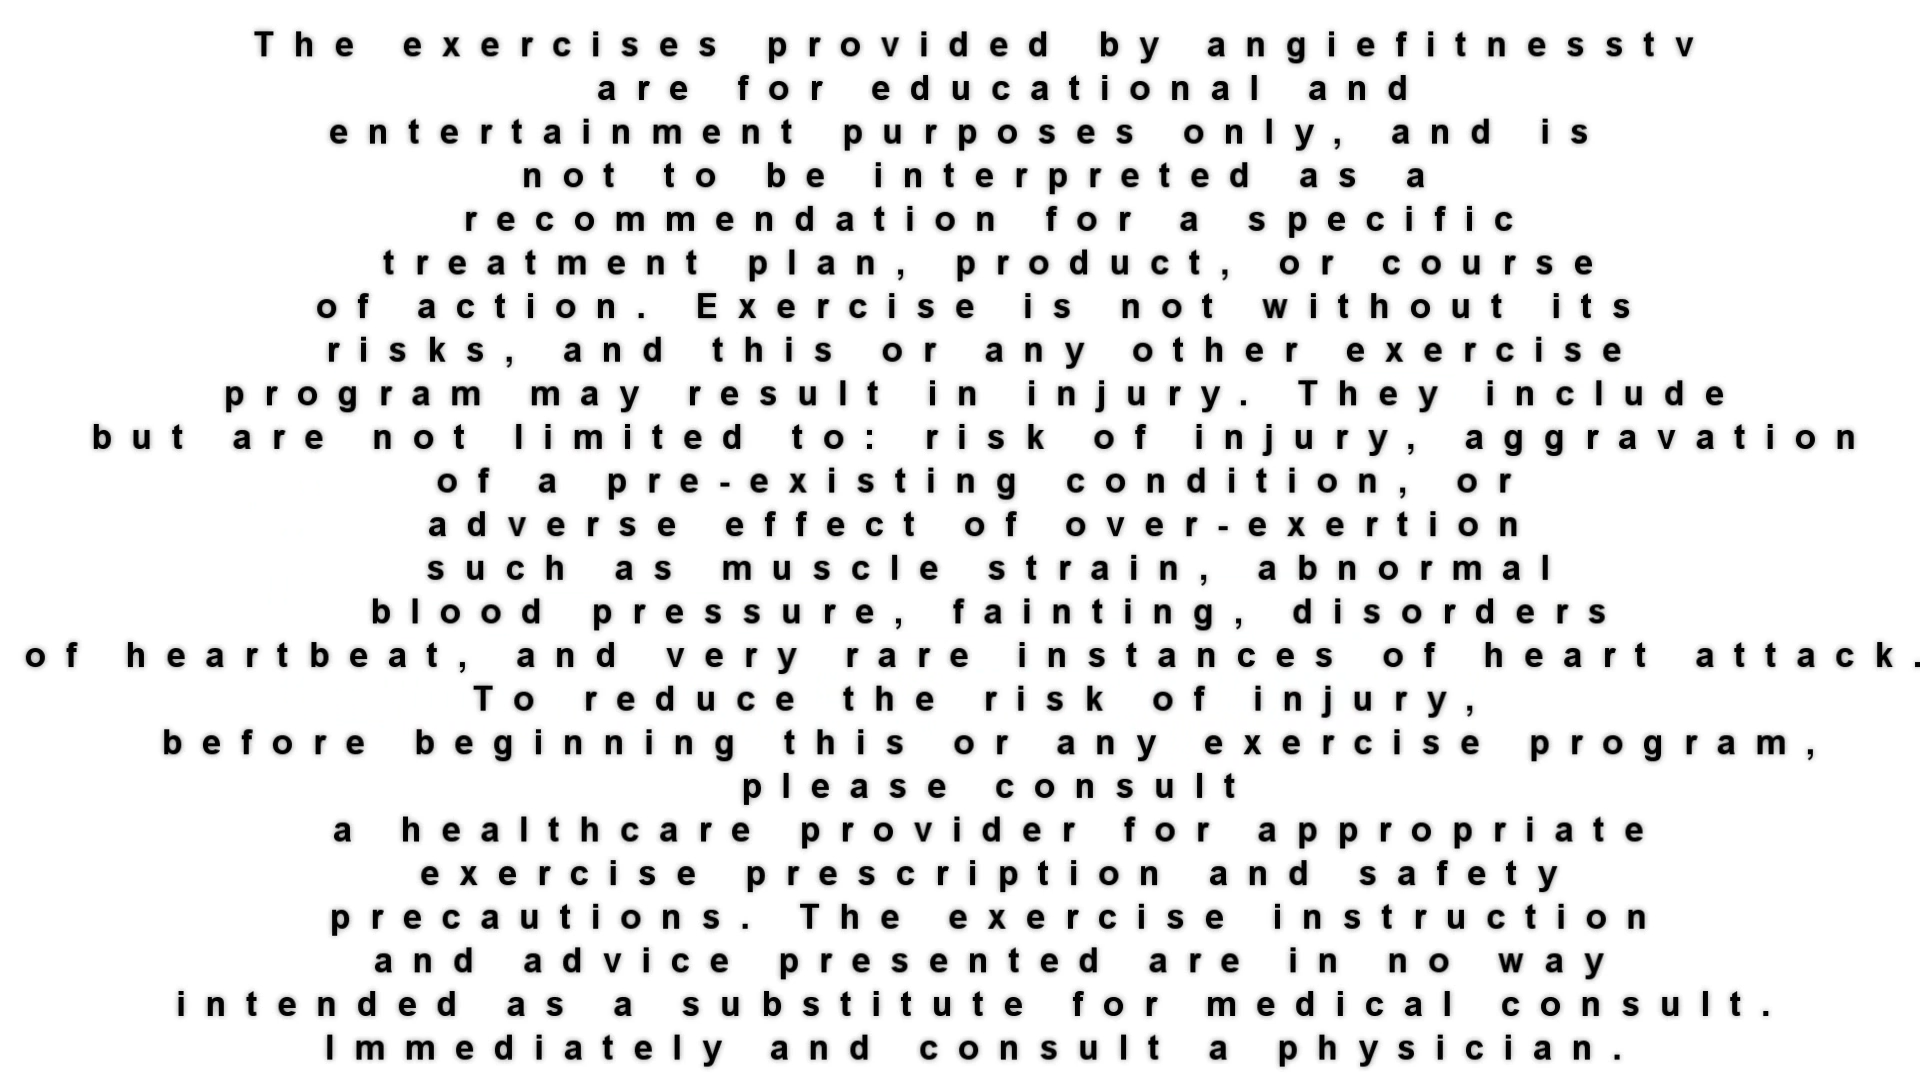 The exercises provided by angiefitnesstv
are for educational and
entertainment purposes only, and is
not to be interpreted as a
recommendation for a specific
treatment plan, product, or course
of action. Exercise is not without its
risks, and this or any other exercise
program may result in injury. They include
but are not limited to: risk of injury, aggravation
of a pre-existing condition, or
adverse effect of over-exertion
such as muscle strain, abnormal
blood pressure, fainting, disorders
of heartbeat, and very rare instances of heart attack.
To reduce the risk of injury,
before beginning this or any exercise program,
please consult
a healthcare provider for appropriate
exercise prescription and safety
precautions. The exercise instruction
and advice presented are in no way
intended as a substitute for medical consult.
Immediately and consult a physician.